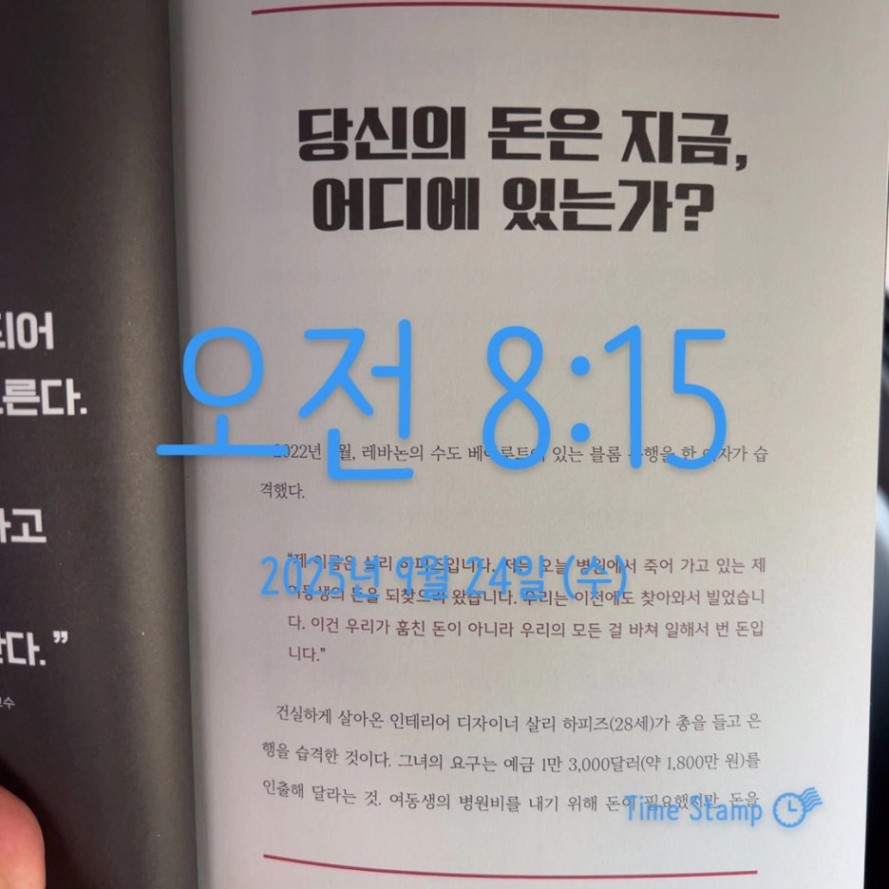 당신의 돈은 지금,
어디에 있는가?
오전 8:15
2022년 월, 레바논의 수도 베이루트에 있는 블롬 은행을 한 여자가 습
격했다.
2025년 9월 24일 (수)
"제 이름은 살리 하피즈입니다. 저는 오늘 병원에서 죽어 가고 있는 제
여동생의 돈을 되찾으러 왔습니다. 우리는 이전에도 찾아와서 빌었습니
다. 이건 우리가 훔친 돈이 아니라 우리의 모든 걸 바쳐 일해서 번 돈입
니다."
건실하게 살아온 인테리어 디자이너 살리 하피즈(28세)가 총을 들고 은
행을 습격한 것이다. 그녀의 요구는 예금 1만 3,000달러(약 1,800만 원)를
인출해 달라는 것. 여동생의 병원비를 내기 위해 돈이 필요했지만 돈을
Time Stamp
티어
른다.
라고
다."
교수